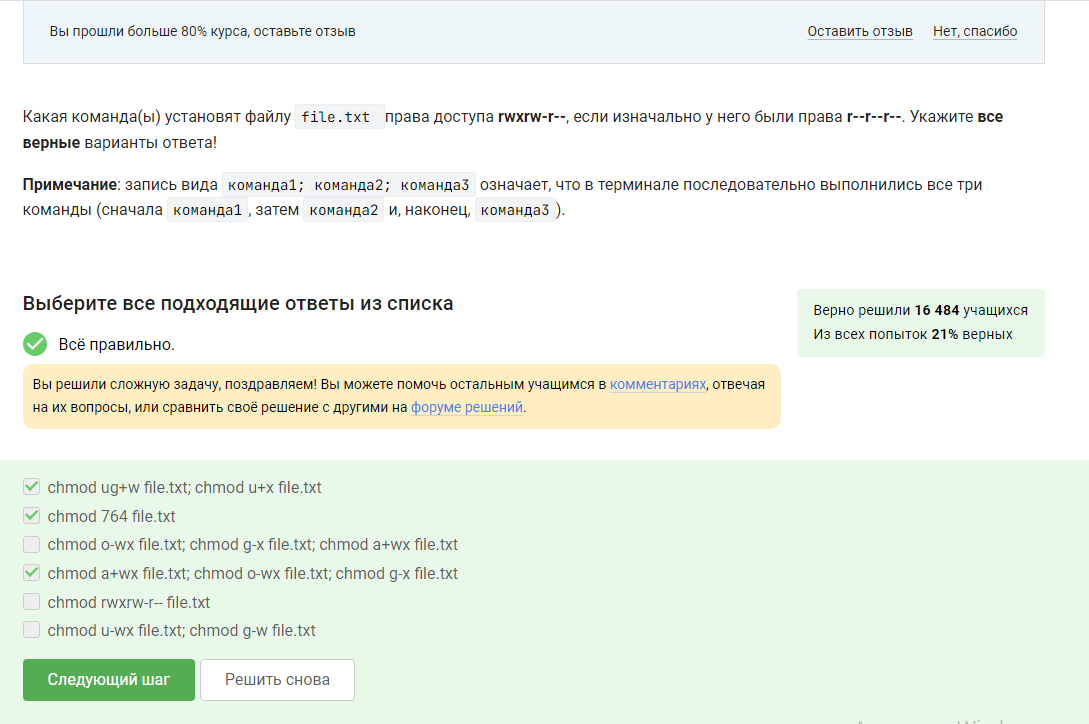 Вы прошли больше 80% курса, оставьте отзыв
Оставить отзыв
Нет, спасибо
Какая команда(ы) установят файлу file.txt права доступа rwxrw-r--, если изначально у него были права r--r--r--. Укажите все
верные варианты ответа!
Примечание: запись вида команда1; команда2; команда3 означает, что в терминале последовательно выполнились все три
команды (сначала команда1, затем команда2 и, наконец, команда3).
Выберите все подходящие ответы из списка
Верно решили 16 484 учащихся
Из всех попыток 21% верных
Всё правильно.
Вы решили сложную задачу, поздравляем! Вы можете помочь остальным учащимся в комментариях, отвечая
на их вопросы, или сравнить своё решение с другими на форуме решений.
chmod ug+w file.txt; chmod u+x file.txt
chmod 764 file.txt
chmod o-wx file.txt; chmod g-x file.txt; chmod a+wx file.txt
chmod a+wx file.txt; chmod o-wx file.txt; chmod g-x file.txt
chmod rwxrw-r-- file.txt
chmod u-wx file.txt; chmod g-w file.txt
Следующий шаг
Решить снова